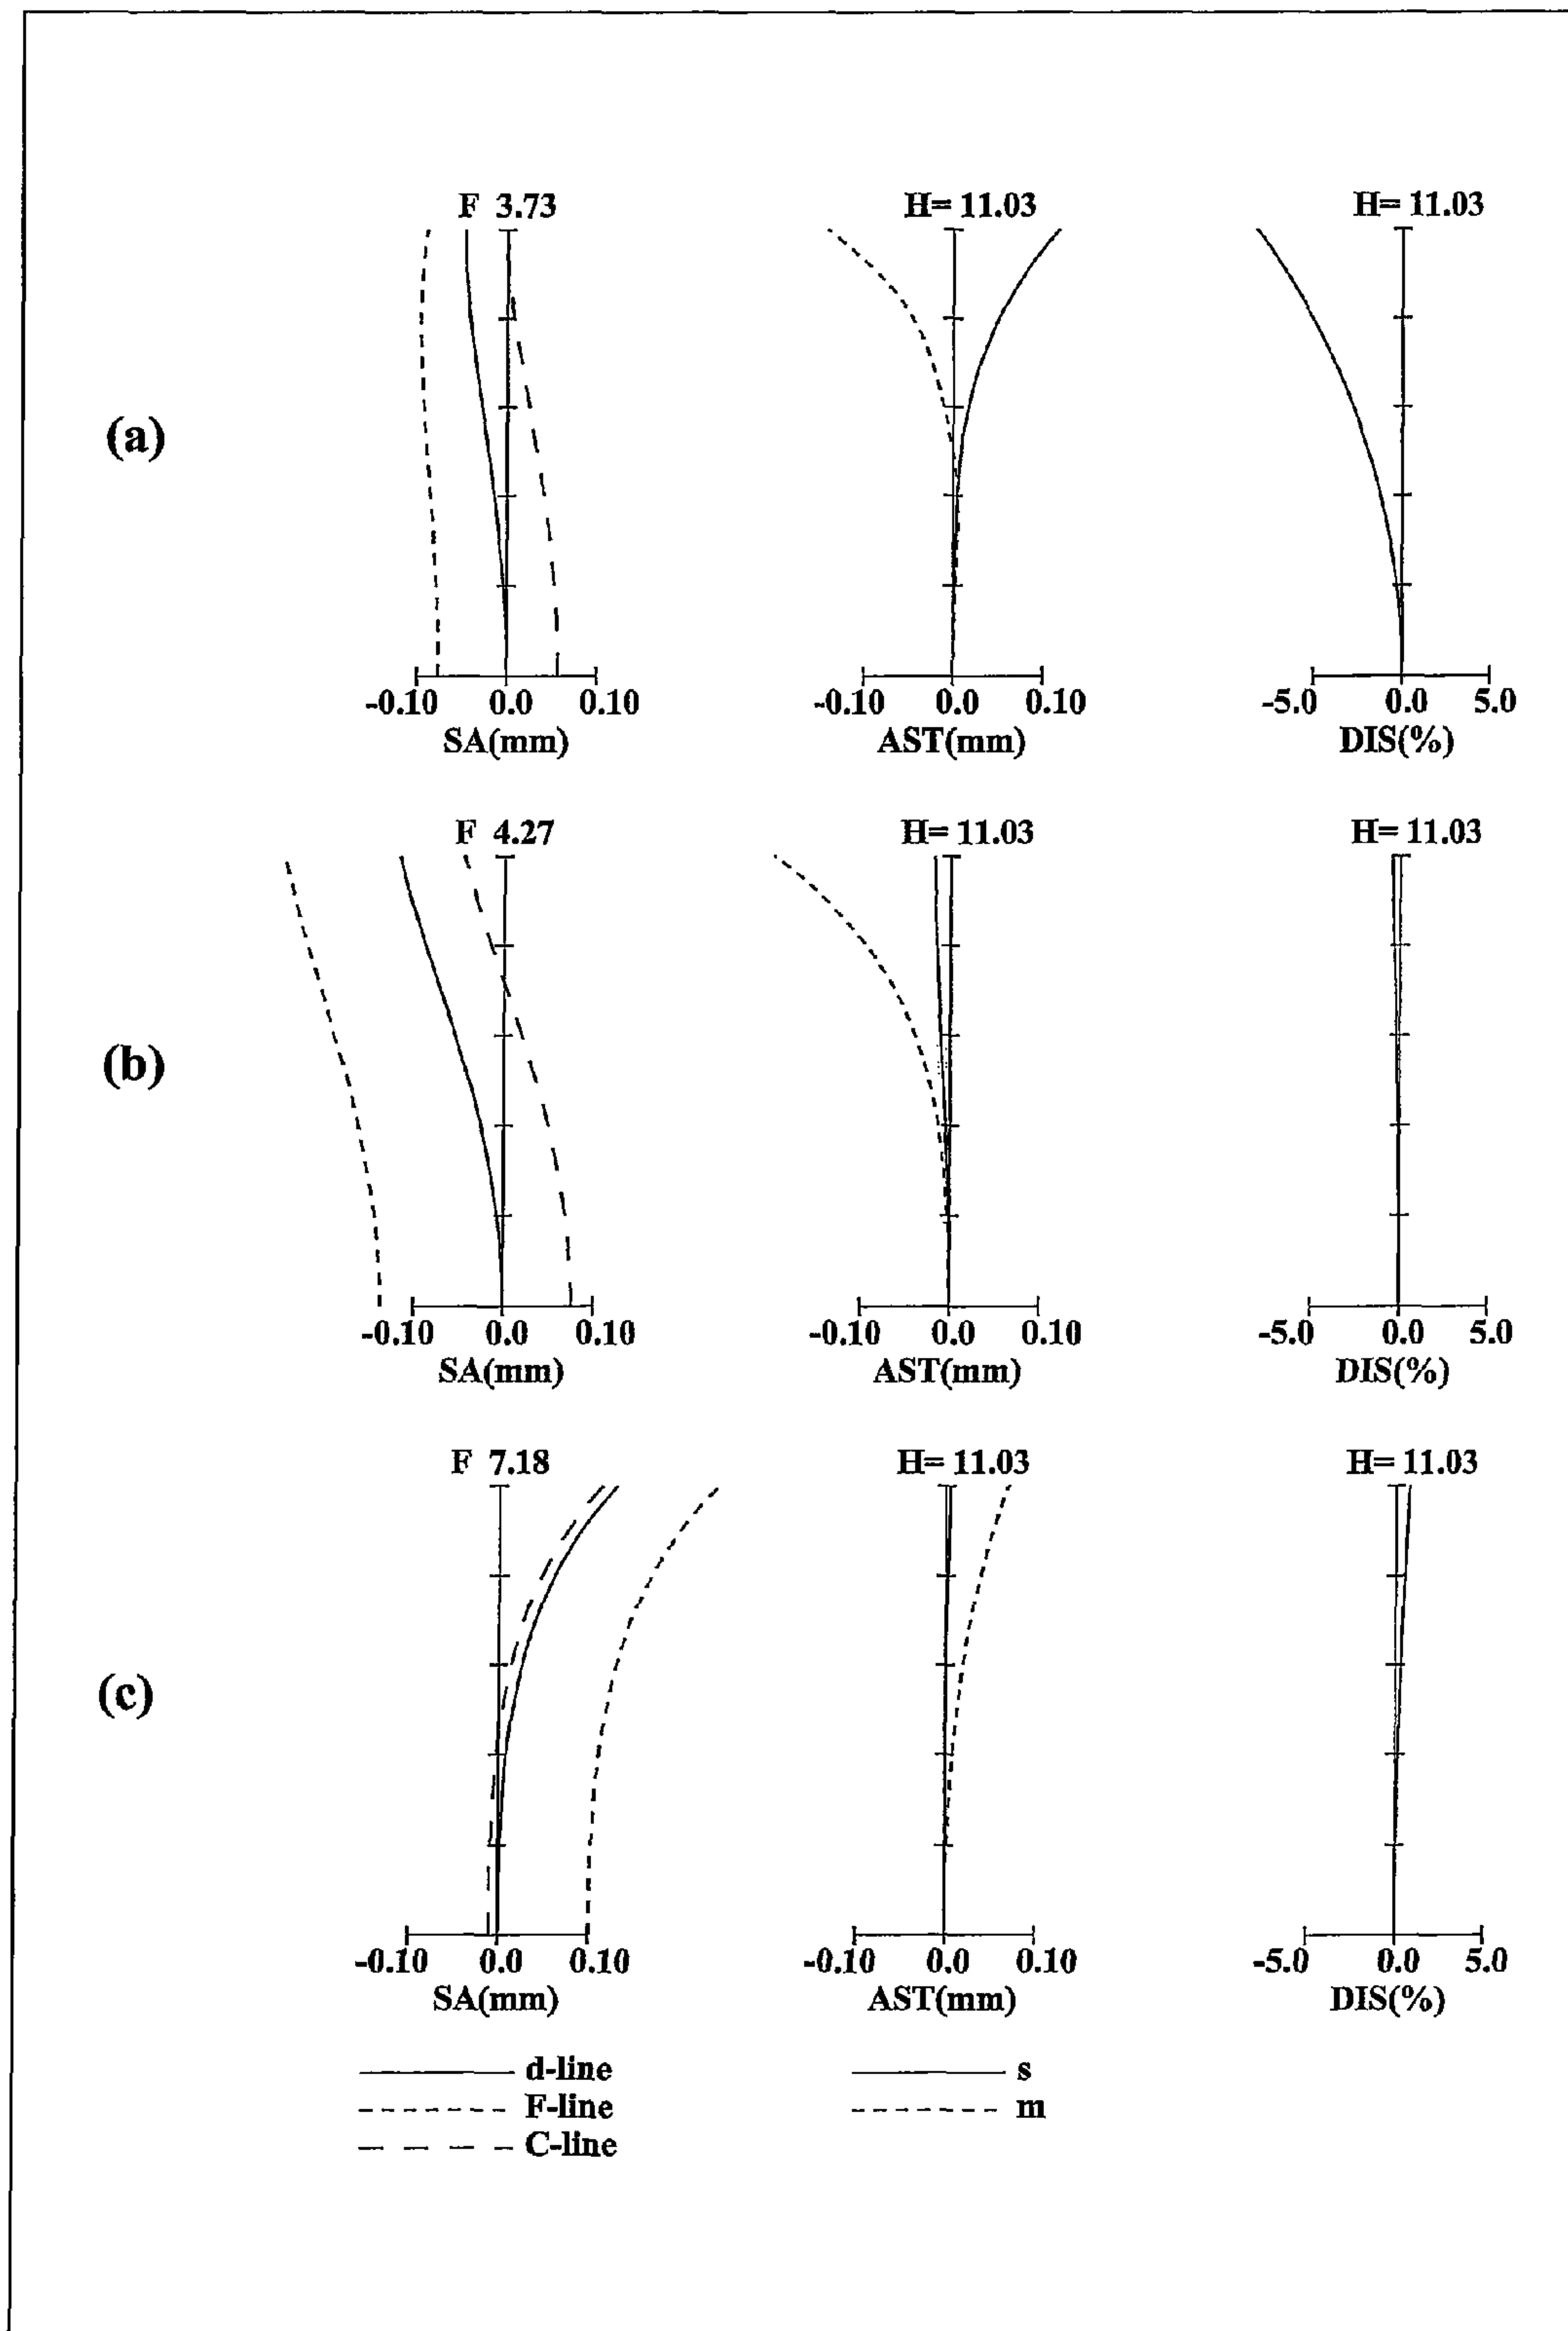 F 3.73 H= 11.03 H= 11.03
(a)
-0.10 0.0 0.10 -0.10 0.0 0.10 -5.0 0.0 5.0
SA(mm) AST(mm) DIS(%)
F 4.27 H= 11.03 H= 11.03
(b)
-0.10 0.0 0.10 -0.10 0.0 0.10 -5.0 0.0 5.0
SA(mm) AST(mm) DIS(%)
F 7.18 H= 11.03 H= 11.03
(c)
-0.10 0.0 0.10 -0.10 0.0 0.10 -5.0 0.0 5.0
SA(mm) AST(mm) DIS(%)
d-line s
F-line m
C-line